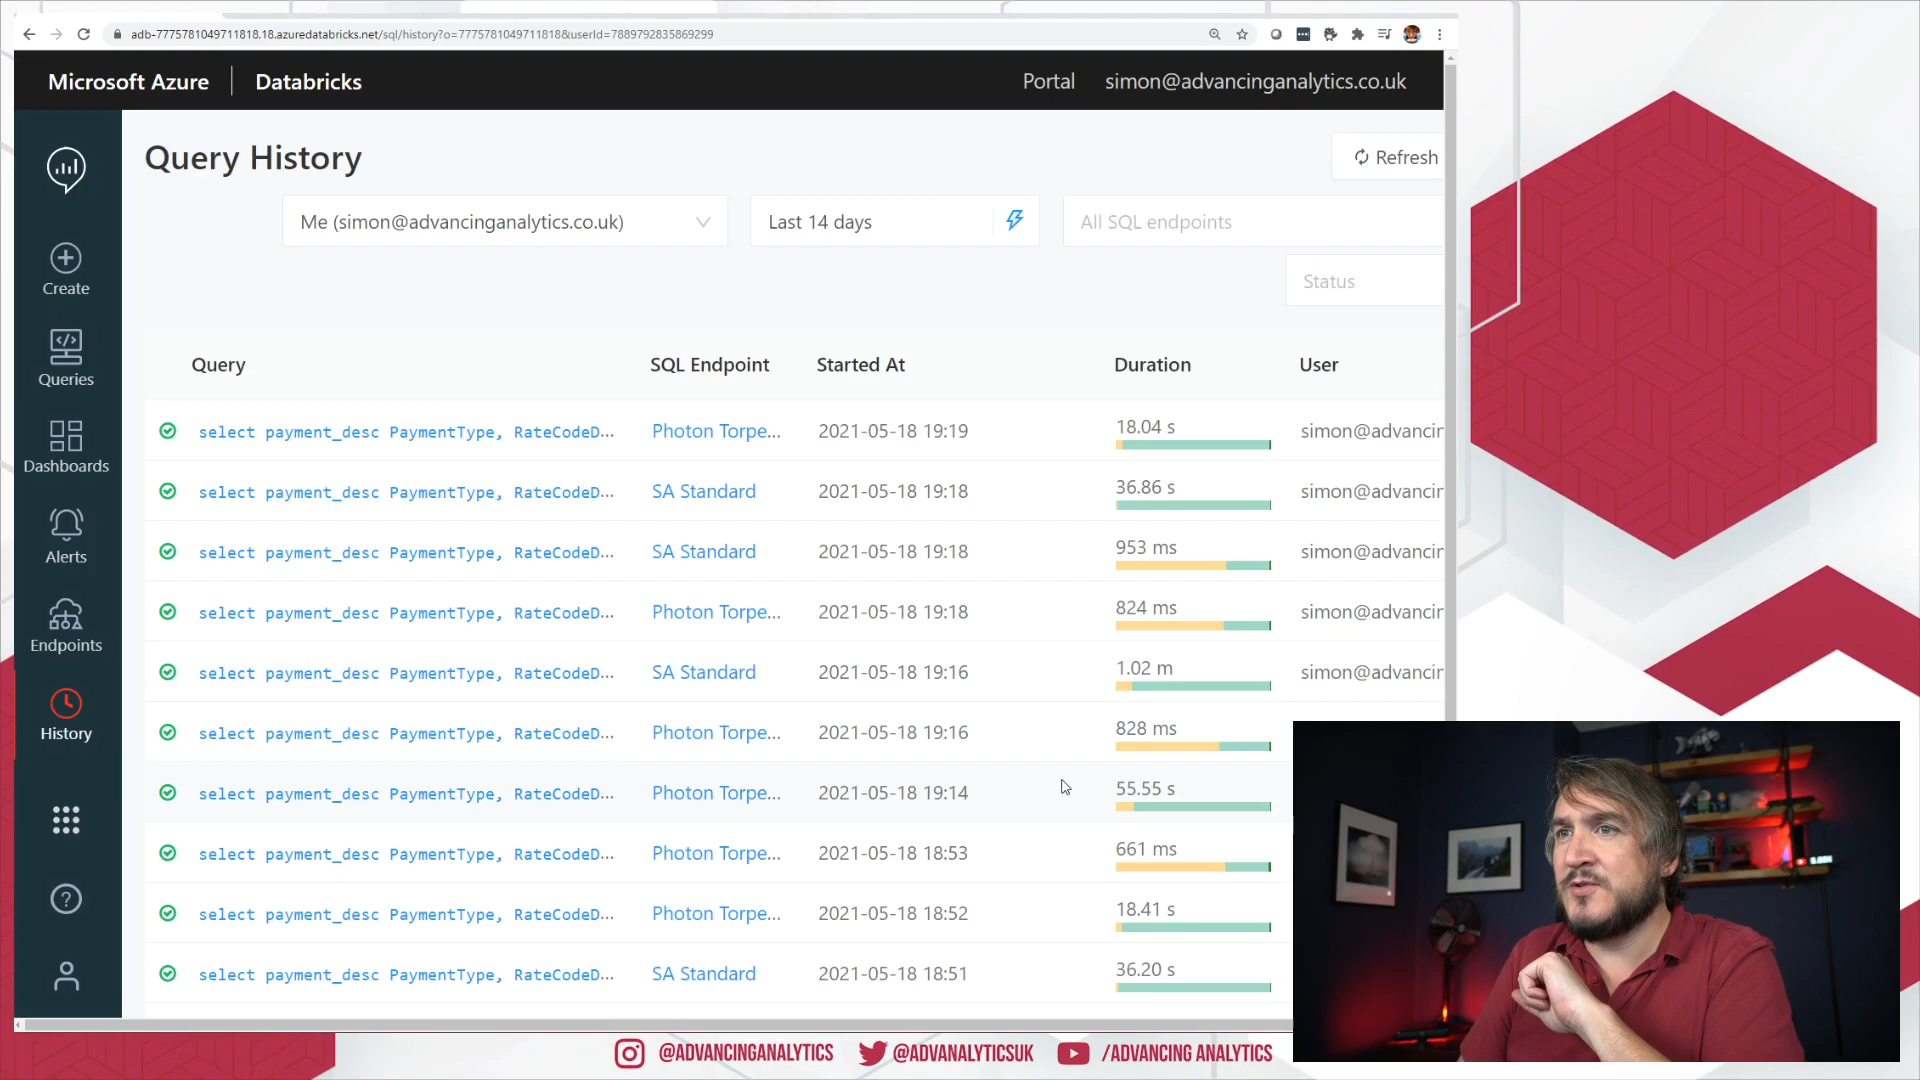 adb-7775781049711818.18.azuredatabricks.net/sql/history?o=7775781049711818&userId=7889792835869299
Microsoft Azure | Databricks
Portal simon@advancinganalytics.co.uk
Query History
Refresh
Me (simon@advancinganalytics.co.uk)
Last 14 days
All SQL endpoints
Status
Create
Queries
Dashboards
Alerts
Endpoints
History
Query SQL Endpoint Started At Duration User
select payment_desc PaymentType, RateCodeD... Photon Torpe... 2021-05-18 19:19 18.04 s simon@advancin
select payment_desc PaymentType, RateCodeD... SA Standard 2021-05-18 19:18 36.86 s simon@advancin
select payment_desc PaymentType, RateCodeD... SA Standard 2021-05-18 19:18 953 ms simon@advancin
select payment_desc PaymentType, RateCodeD... Photon Torpe... 2021-05-18 19:18 824 ms simon@advancin
select payment_desc PaymentType, RateCodeD... SA Standard 2021-05-18 19:16 1.02 m simon@advancin
select payment_desc PaymentType, RateCodeD... Photon Torpe... 2021-05-18 19:16 828 ms
select payment_desc PaymentType, RateCodeD... Photon Torpe... 2021-05-18 19:14 55.55 s
select payment_desc PaymentType, RateCodeD... Photon Torpe... 2021-05-18 18:53 661 ms
select payment_desc PaymentType, RateCodeD... Photon Torpe... 2021-05-18 18:52 18.41 s
select payment_desc PaymentType, RateCodeD... SA Standard 2021-05-18 18:51 36.20 s
@ADVANCINGANALYTICS @ADVANALYTICSUK /ADVANCING ANALYTICS